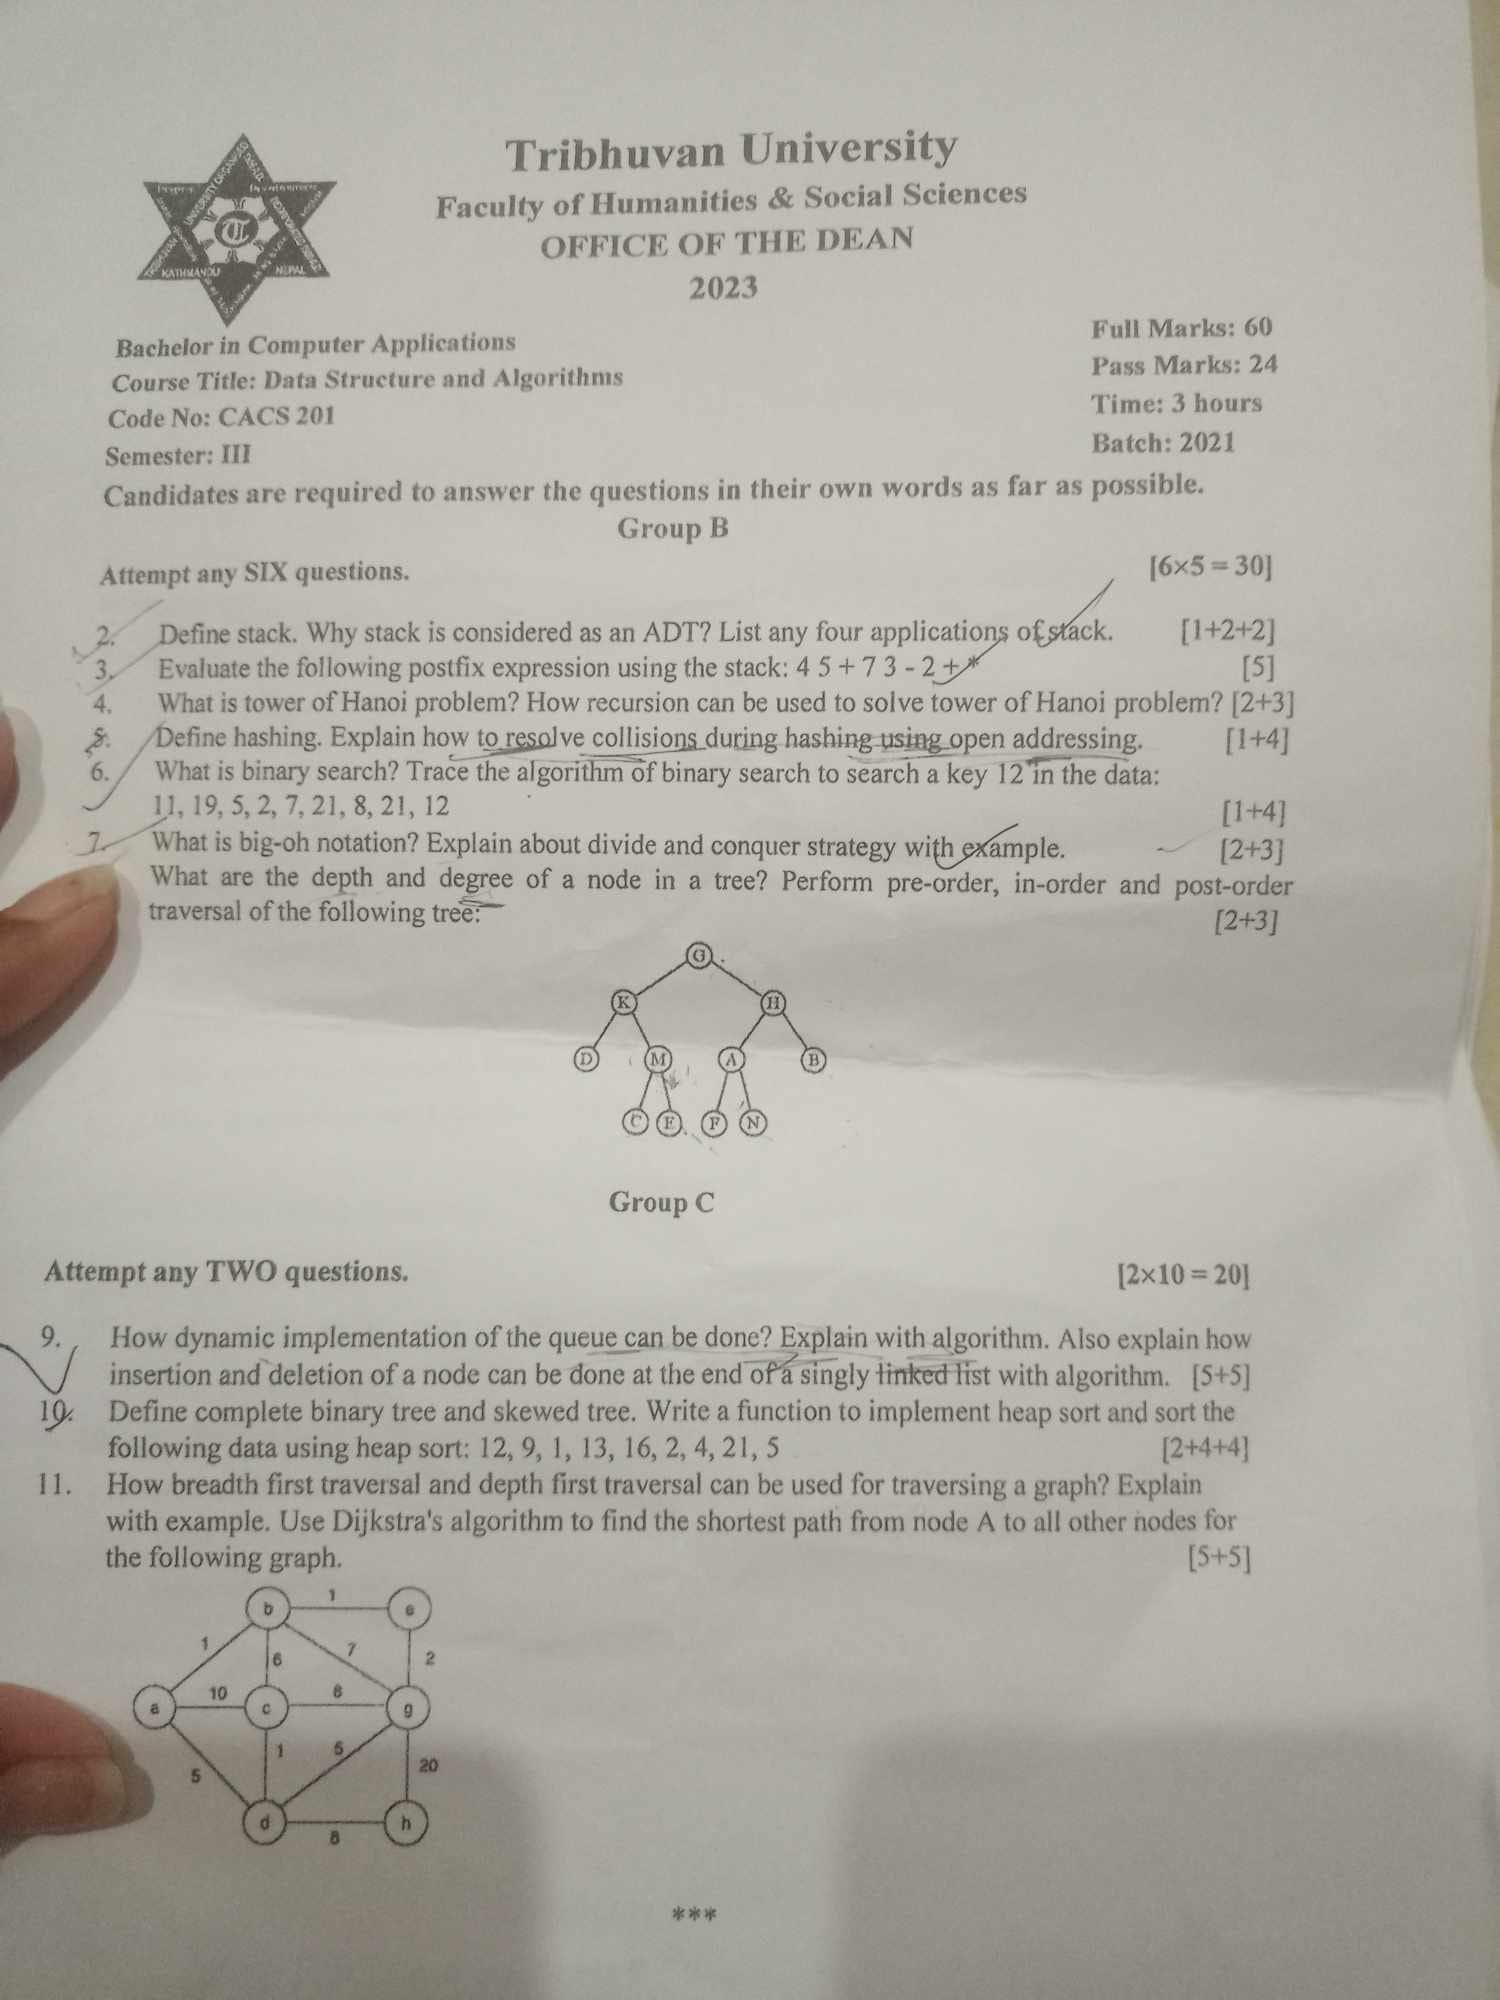 Tribhuvan University
Faculty of Humanities & Social Sciences
OFFICE OF THE DEAN
2023
KATHMANDU NEPAL
Bachelor in Computer Applications
Course Title: Data Structure and Algorithms
Code No: CACS 201
Semester: III
Full Marks: 60
Pass Marks: 24
Time: 3 hours
Batch: 2021
Candidates are required to answer the questions in their own words as far as possible.
Group B
Attempt any SIX questions. [6×5 = 30]
2. Define stack. Why stack is considered as an ADT? List any four applications of stack. [1+2+2]
3. Evaluate the following postfix expression using the stack: 4 5 + 7 3 - 2 + * [5]
4. What is tower of Hanoi problem? How recursion can be used to solve tower of Hanoi problem? [2+3]
5. Define hashing. Explain how to resolve collisions during hashing using open addressing. [1+4]
6. What is binary search? Trace the algorithm of binary search to search a key 12 in the data:
11, 19, 5, 2, 7, 21, 8, 21, 12 [1+4]
7. What is big-oh notation? Explain about divide and conquer strategy with example. [2+3]
What are the depth and degree of a node in a tree? Perform pre-order, in-order and post-order
traversal of the following tree: [2+3]
G
K H
D M A B
C E F N
Group C
Attempt any TWO questions. [2×10 = 20]
9. How dynamic implementation of the queue can be done? Explain with algorithm. Also explain how
insertion and deletion of a node can be done at the end of a singly linked list with algorithm. [5+5]
10. Define complete binary tree and skewed tree. Write a function to implement heap sort and sort the
following data using heap sort: 12, 9, 1, 13, 16, 2, 4, 21, 5 [2+4+4]
11. How breadth first traversal and depth first traversal can be used for traversing a graph? Explain
with example. Use Dijkstra's algorithm to find the shortest path from node A to all other nodes for
the following graph. [5+5]
b 1 e
1 6 7 2
a 10 c 8 g
5 1 5 20
d 8 h
***